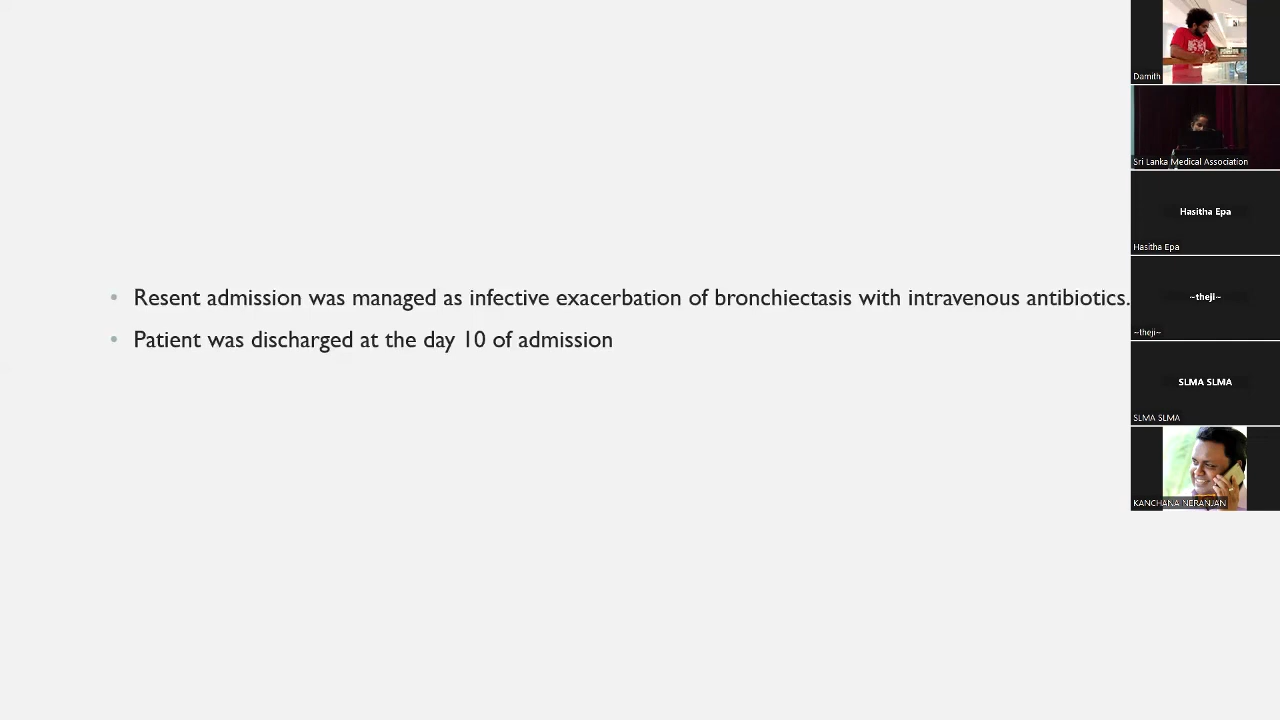 • Resent admission was managed as infective exacerbation of bronchiectasis with intravenous antibiotics.
• Patient was discharged at the day 10 of admission
Damith
Sri Lanka Medical Association
Hasitha Epa
Hasitha Epa
~theji~
~theji~
SLMA SLMA
SLMA SLMA
KANCHANA NERANJAN